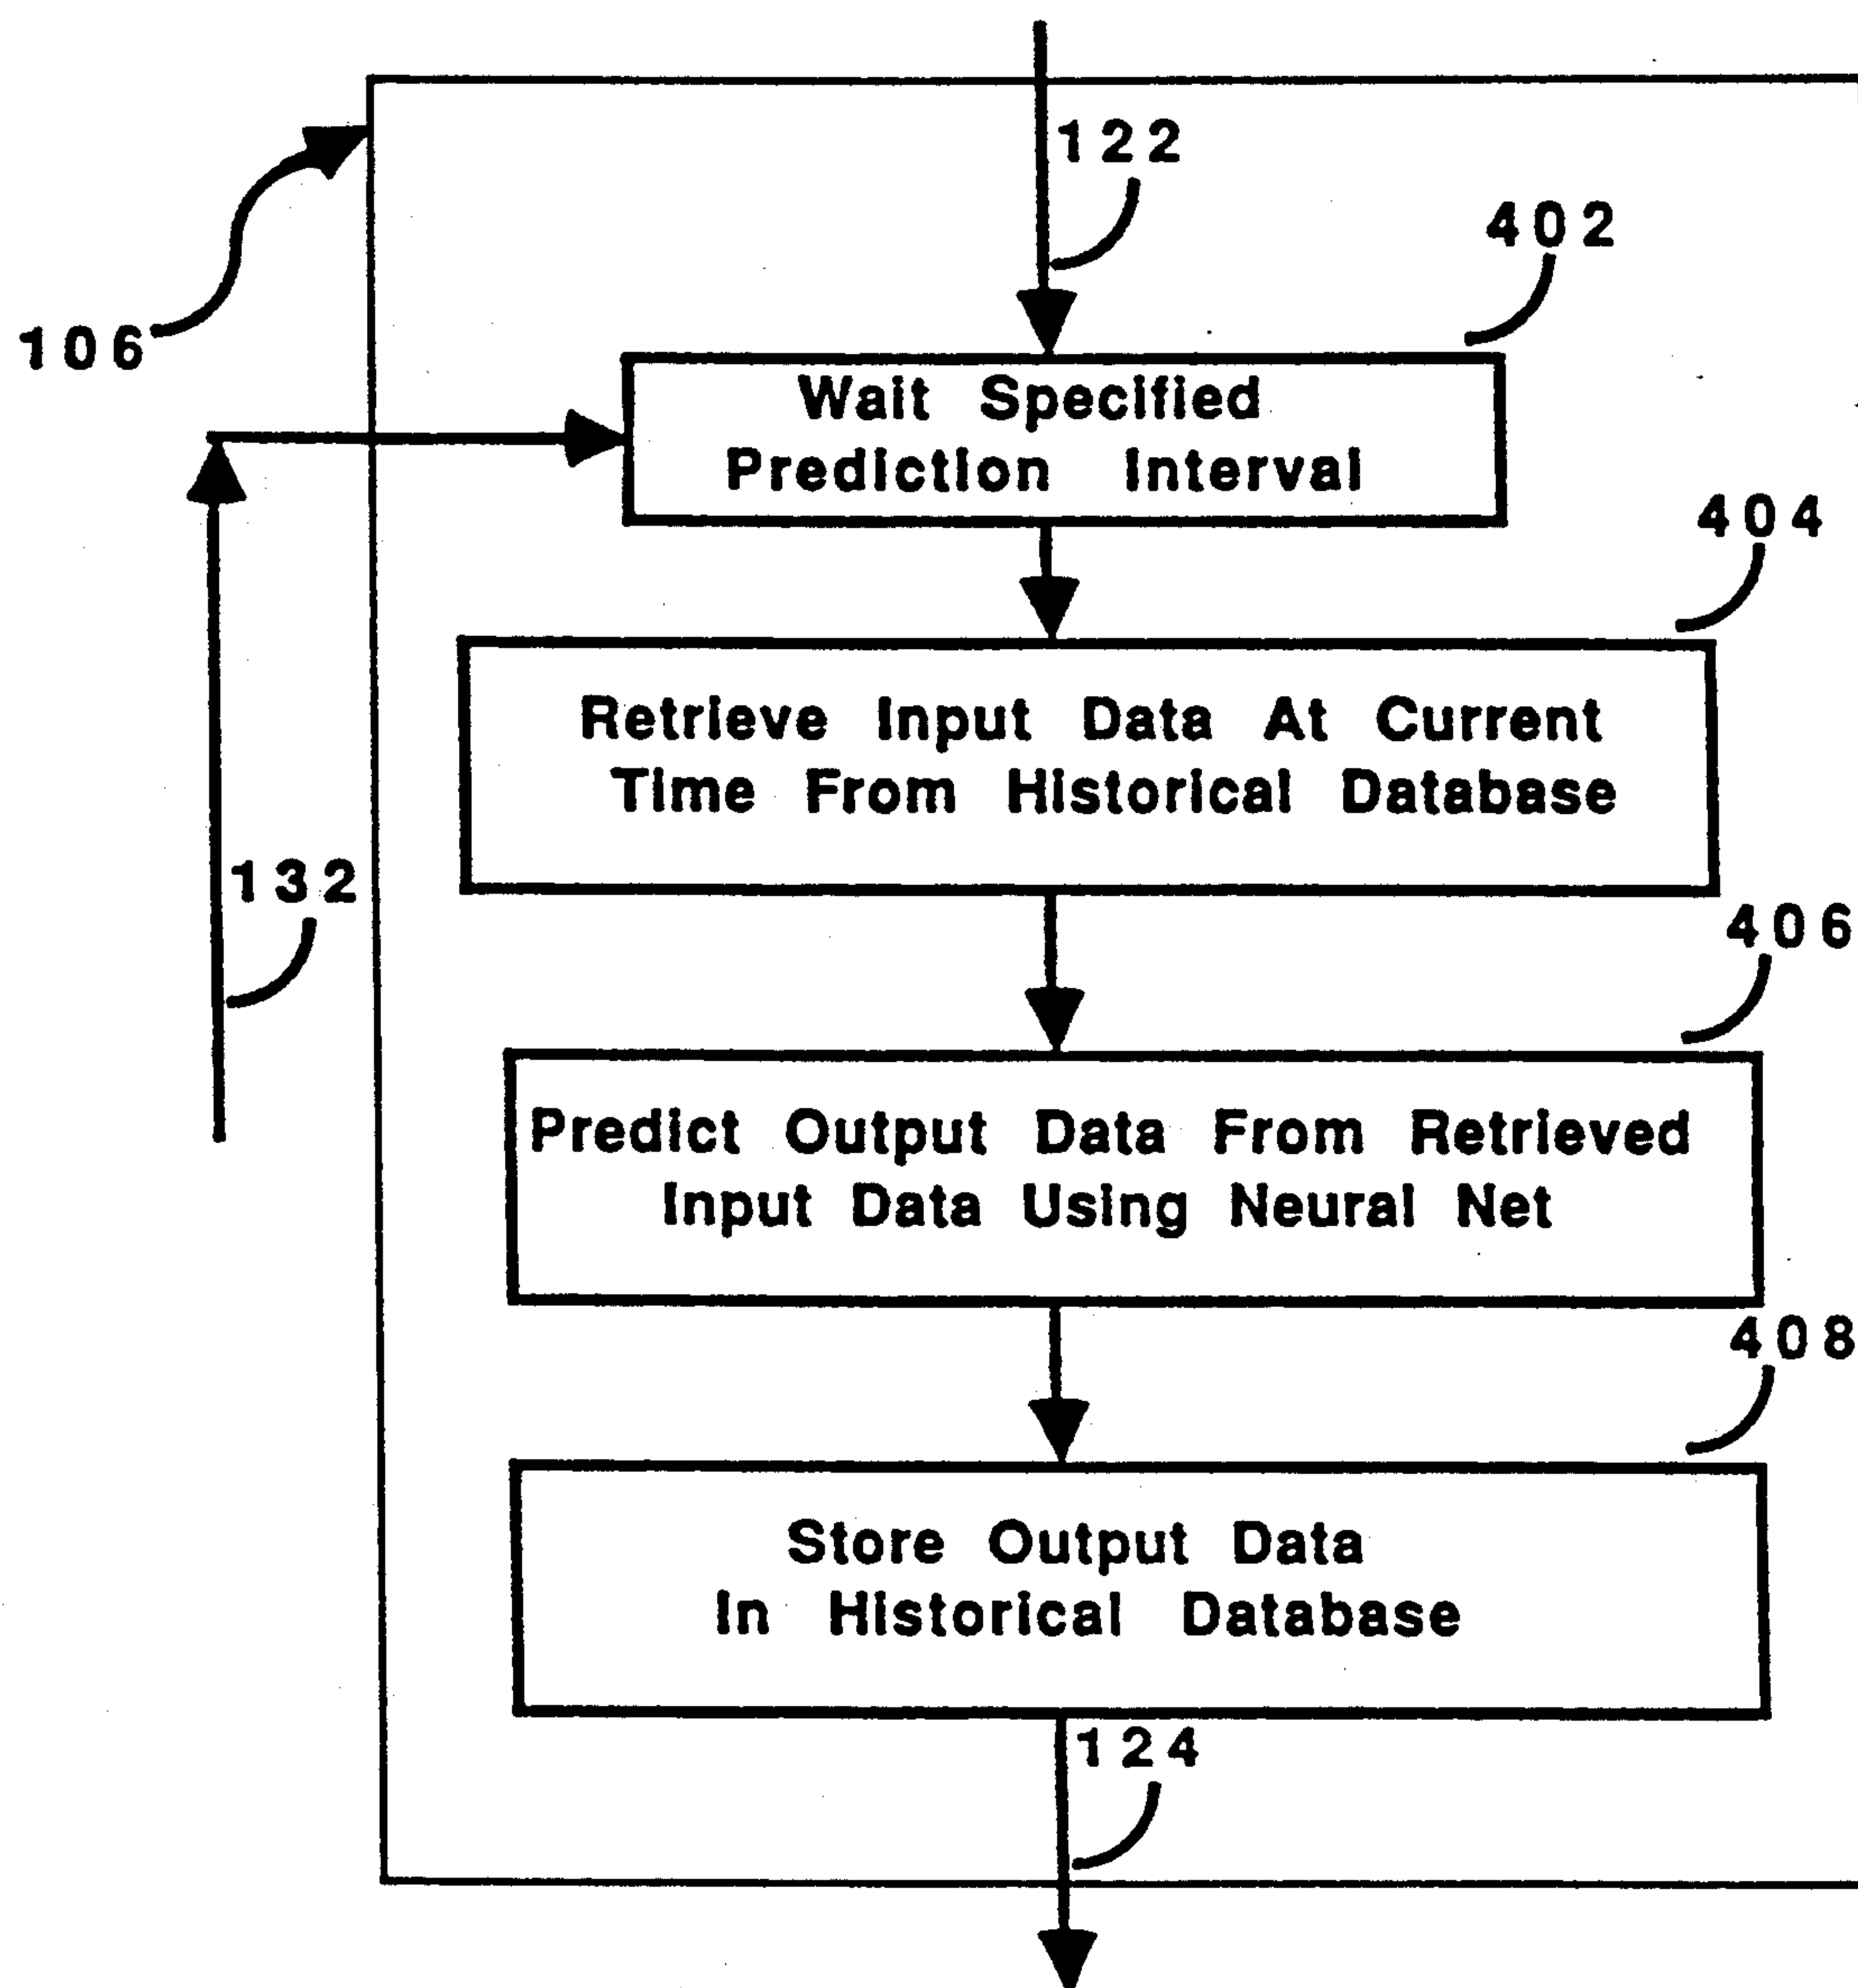 122
402
106
Wait Specified
Prediction Interval
404
Retrieve Input Data At Current
Time From Historical Database
132
406
Predict Output Data From Retrieved
Input Data Using Neural Net
408
Store Output Data
In Historical Database
124